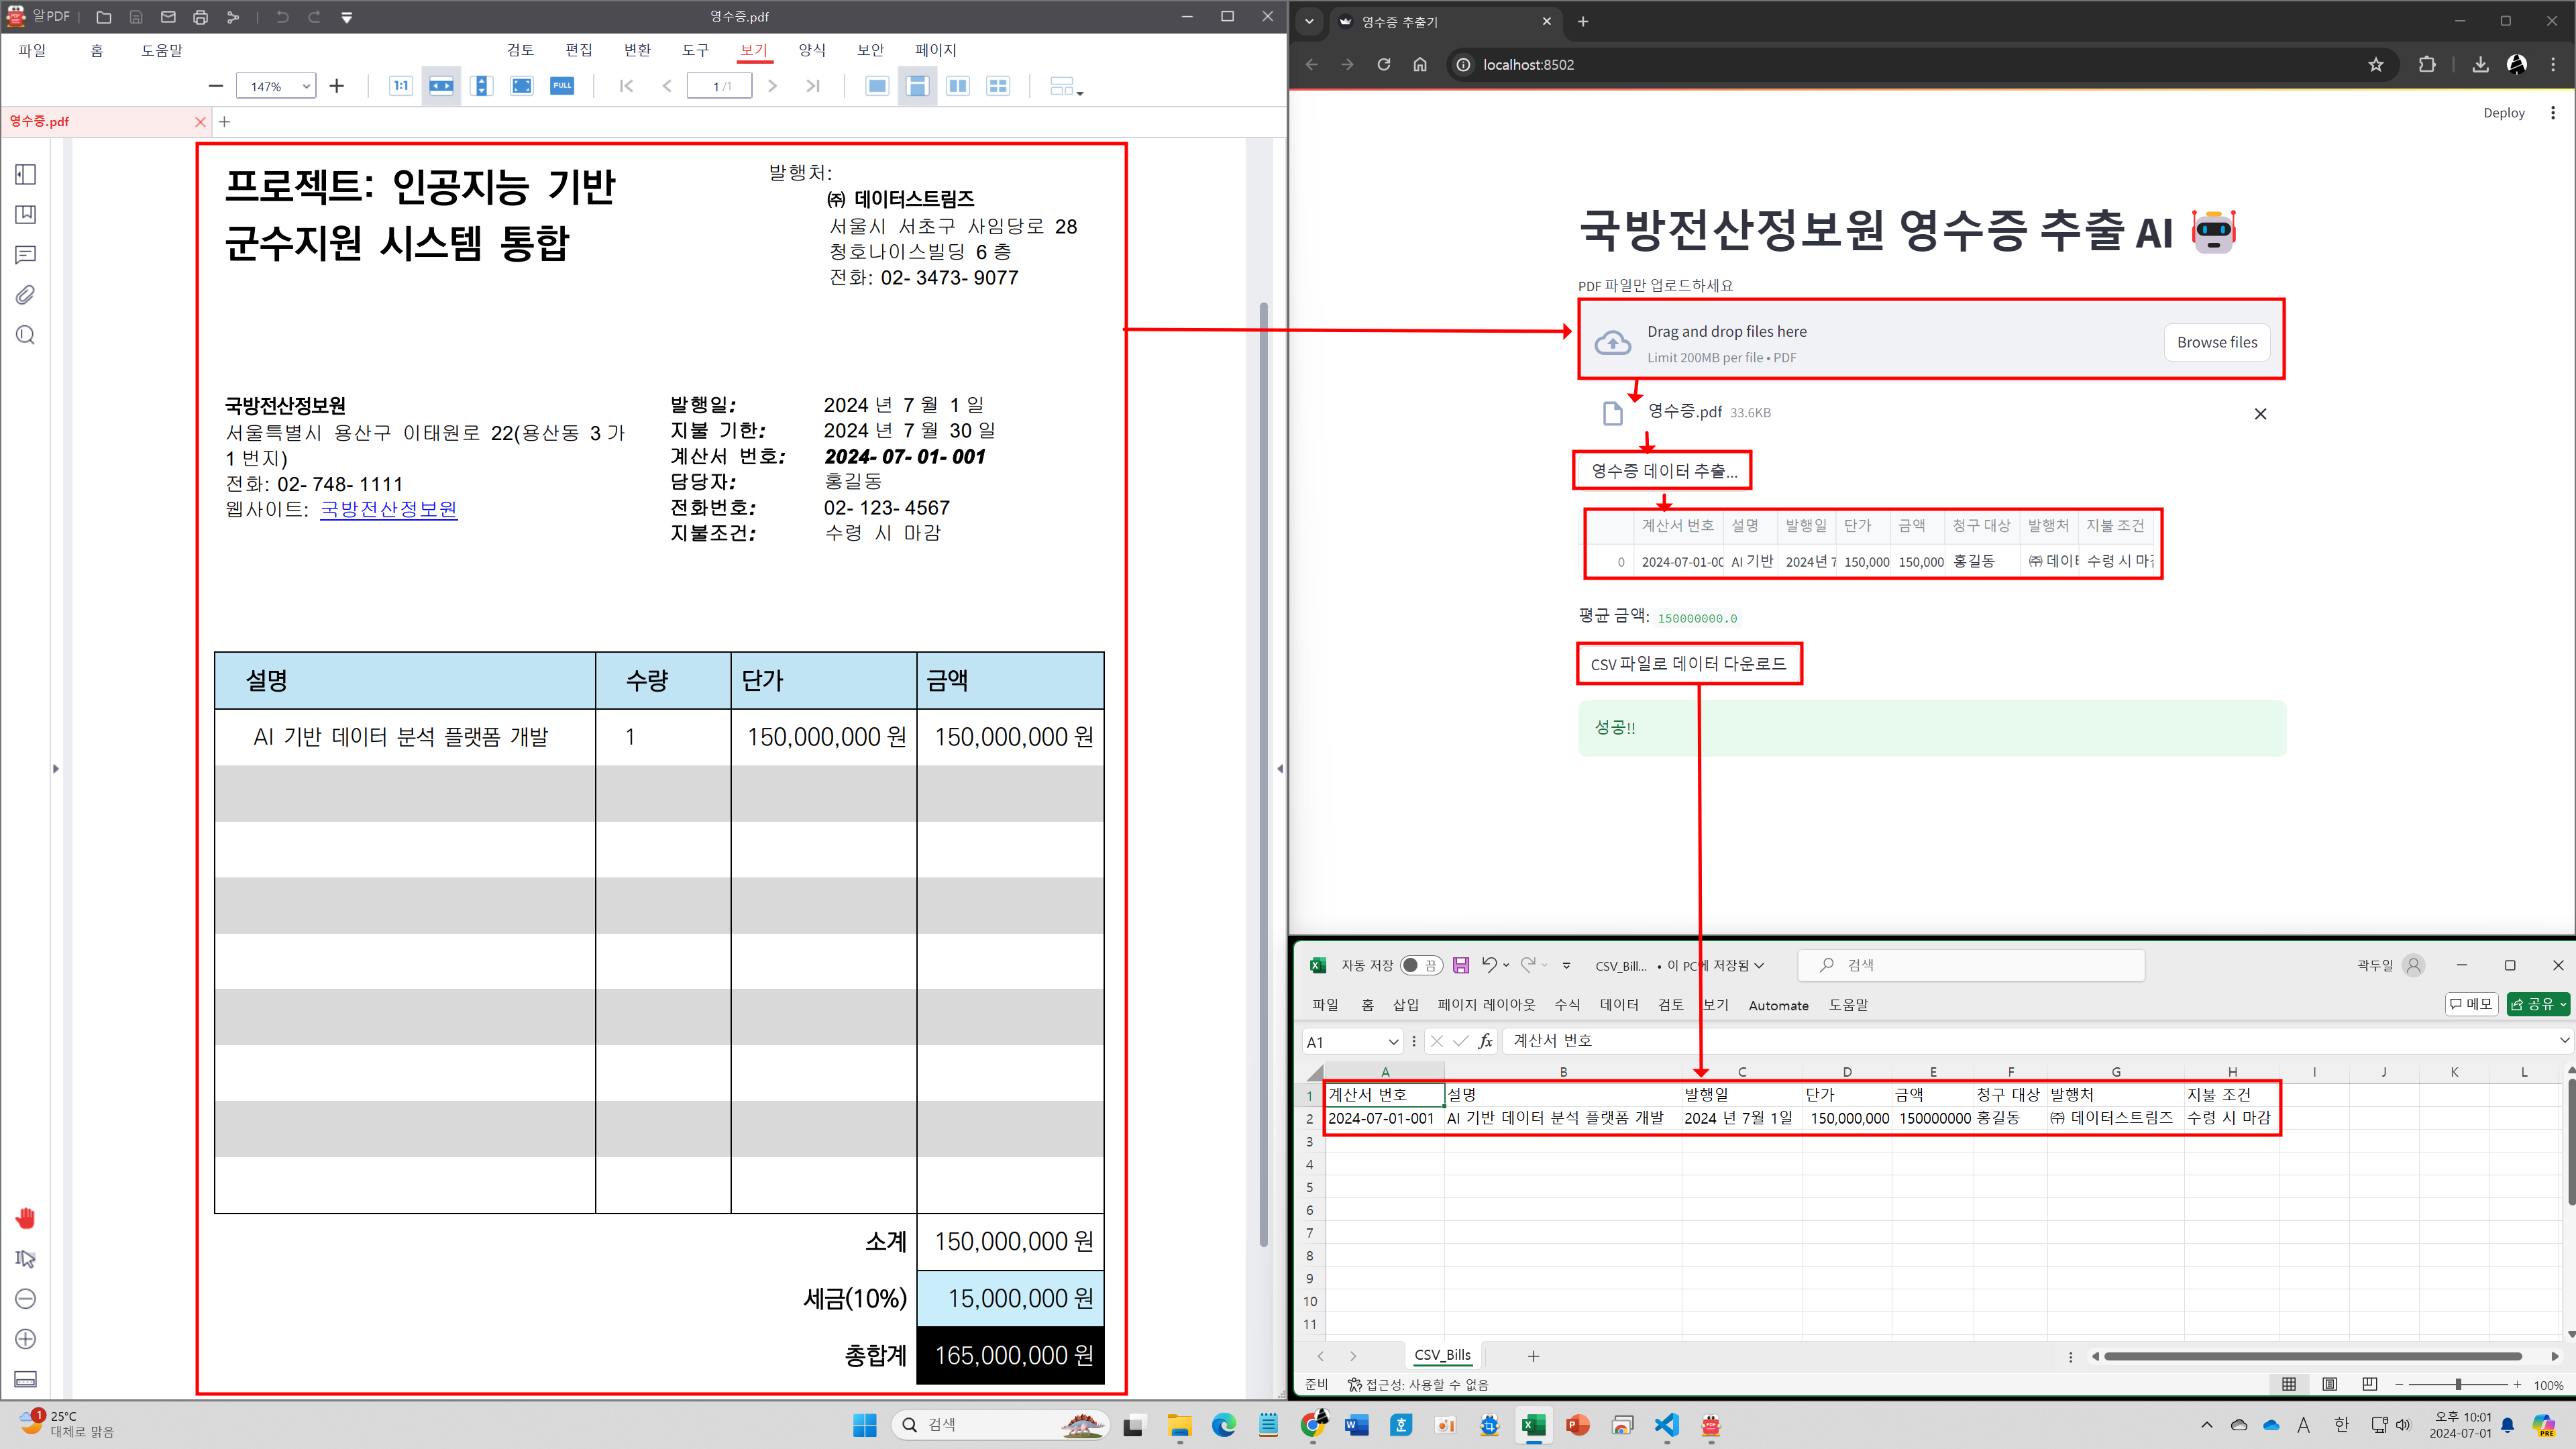 알PDF
영수증.pdf
파일 홈 도움말 검토 편집 변환 도구 보기 양식 보안 페이지
147% 1:1 FULL 1 /1
영수증.pdf
프로젝트: 인공지능 기반
군수지원 시스템 통합
발행처:
㈜ 데이터스트림즈
서울시 서초구 사임당로 28
청호나이스빌딩 6 층
전화: 02- 3473- 9077
국방전산정보원
서울특별시 용산구 이태원로 22(용산동 3 가
1 번지)
전화: 02- 748- 1111
웹사이트: 국방전산정보원
발행일: 2024 년 7 월 1 일
지불 기한: 2024 년 7 월 30 일
계산서 번호: 2024- 07- 01- 001
담당자: 홍길동
전화번호: 02- 123- 4567
지불조건: 수령 시 마감
설명 수량 단가 금액
AI 기반 데이터 분석 플랫폼 개발 1 150,000,000 원 150,000,000 원
소계 150,000,000 원
세금(10%) 15,000,000 원
총합계 165,000,000 원
영수증 추출기
localhost:8502
Deploy
국방전산정보원 영수증 추출 AI
PDF 파일만 업로드하세요
Drag and drop files here
Limit 200MB per file • PDF
Browse files
영수증.pdf 33.6KB
영수증 데이터 추출...
계산서 번호 설명 발행일 단가 금액 청구 대상 발행처 지불 조건
0 2024-07-01-00 AI 기반 2024년 7 150,000 150,000 홍길동 ㈜ 데이터 수령 시 마감
평균 금액: 150000000.0
CSV 파일로 데이터 다운로드
성공!!
자동 저장 끔 CSV_Bill... • 이 PC에 저장됨 검색 곽두일
파일 홈 삽입 페이지 레이아웃 수식 데이터 검토 보기 Automate 도움말 메모 공유
A1 fx 계산서 번호
A B C D E F G H I J K L
1 계산서 번호 설명 발행일 단가 금액 청구 대상 발행처 지불 조건
2 2024-07-01-001 AI 기반 데이터 분석 플랫폼 개발 2024 년 7월 1일 150,000,000 150000000 홍길동 ㈜ 데이터스트림즈 수령 시 마감
3
4
5
6
7
8
9
10
11
CSV_Bills
준비 접근성: 사용할 수 없음 100%
1 25°C
대체로 맑음
검색
PRE
A 한
오후 10:01
2024-07-01